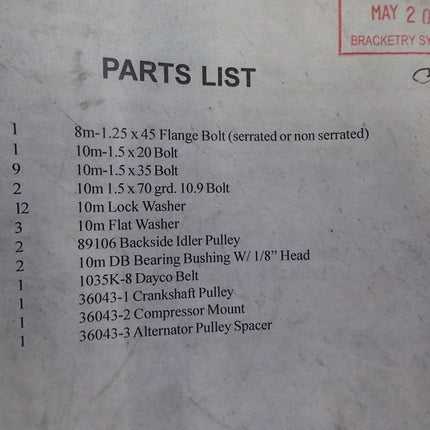 MAY 2 0
BRACKETRY SY
PARTS LIST
1 8m-1.25 x 45 Flange Bolt (serrated or non serrated)
1 10m-1.5 x 20 Bolt
9 10m-1.5 x 35 Bolt
2 10m 1.5 x 70 grd. 10.9 Bolt
12 10m Lock Washer
3 10m Flat Washer
2 89106 Backside Idler Pulley
2 10m DB Bearing Bushing W/ 1/8” Head
1 1035K-8 Dayco Belt
1 36043-1 Crankshaft Pulley
1 36043-2 Compressor Mount
1 36043-3 Alternator Pulley Spacer